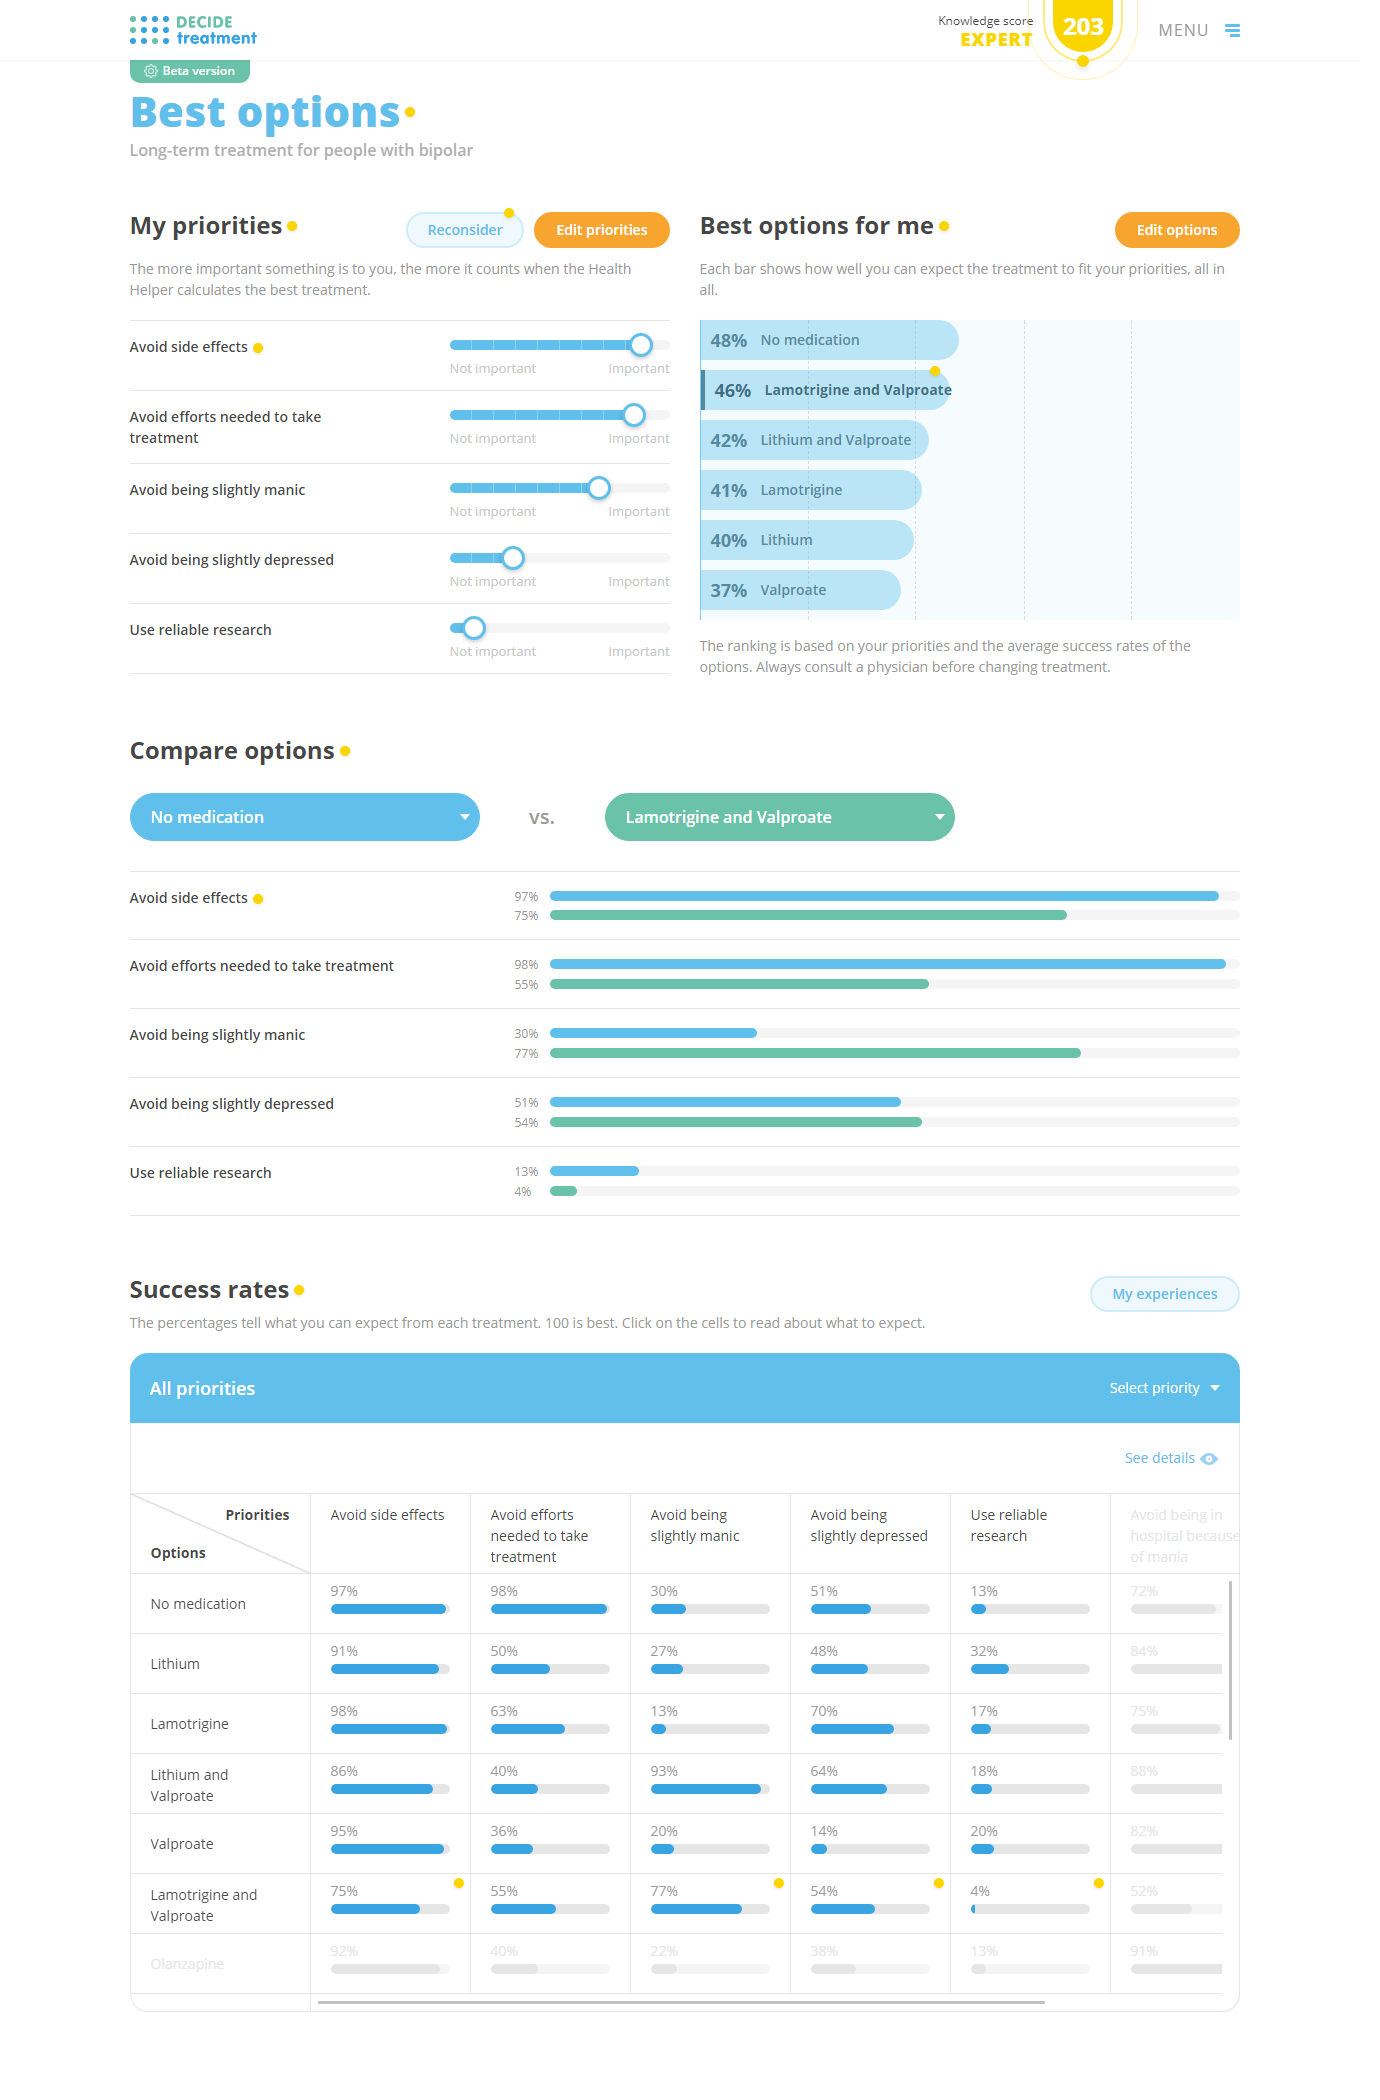 DECIDE
treatment
Knowledge score
EXPERT
203
MENU
Beta version
Best options
Long-term treatment for people with bipolar
My priorities
Reconsider
Edit priorities
The more important something is to you, the more it counts when the Health
Helper calculates the best treatment.
Avoid side effects
Not important Important
Avoid efforts needed to take
treatment
Not important Important
Avoid being slightly manic
Not important Important
Avoid being slightly depressed
Not important Important
Use reliable research
Not important Important
Best options for me
Edit options
Each bar shows how well you can expect the treatment to fit your priorities, all in
all.
48% No medication
46% Lamotrigine and Valproate
42% Lithium and Valproate
41% Lamotrigine
40% Lithium
37% Valproate
The ranking is based on your priorities and the average success rates of the
options. Always consult a physician before changing treatment.
Compare options
No medication
vs.
Lamotrigine and Valproate
Avoid side effects
97%
75%
Avoid efforts needed to take treatment
98%
55%
Avoid being slightly manic
30%
77%
Avoid being slightly depressed
51%
54%
Use reliable research
13%
4%
Success rates
My experiences
The percentages tell what you can expect from each treatment. 100 is best. Click on the cells to read about what to expect.
All priorities
Select priority
See details
Priorities
Options
Avoid side effects
Avoid efforts
needed to take
treatment
Avoid being
slightly manic
Avoid being
slightly depressed
Use reliable
research
Avoid being in
hospital because
of mania
No medication
97% 98% 30% 51% 13% 72%
Lithium
91% 50% 27% 48% 32% 84%
Lamotrigine
98% 63% 13% 70% 17% 75%
Lithium and
Valproate
86% 40% 93% 64% 18% 88%
Valproate
95% 36% 20% 14% 20% 82%
Lamotrigine and
Valproate
75% 55% 77% 54% 4% 52%
Olanzapine
92% 40% 22% 38% 13% 91%